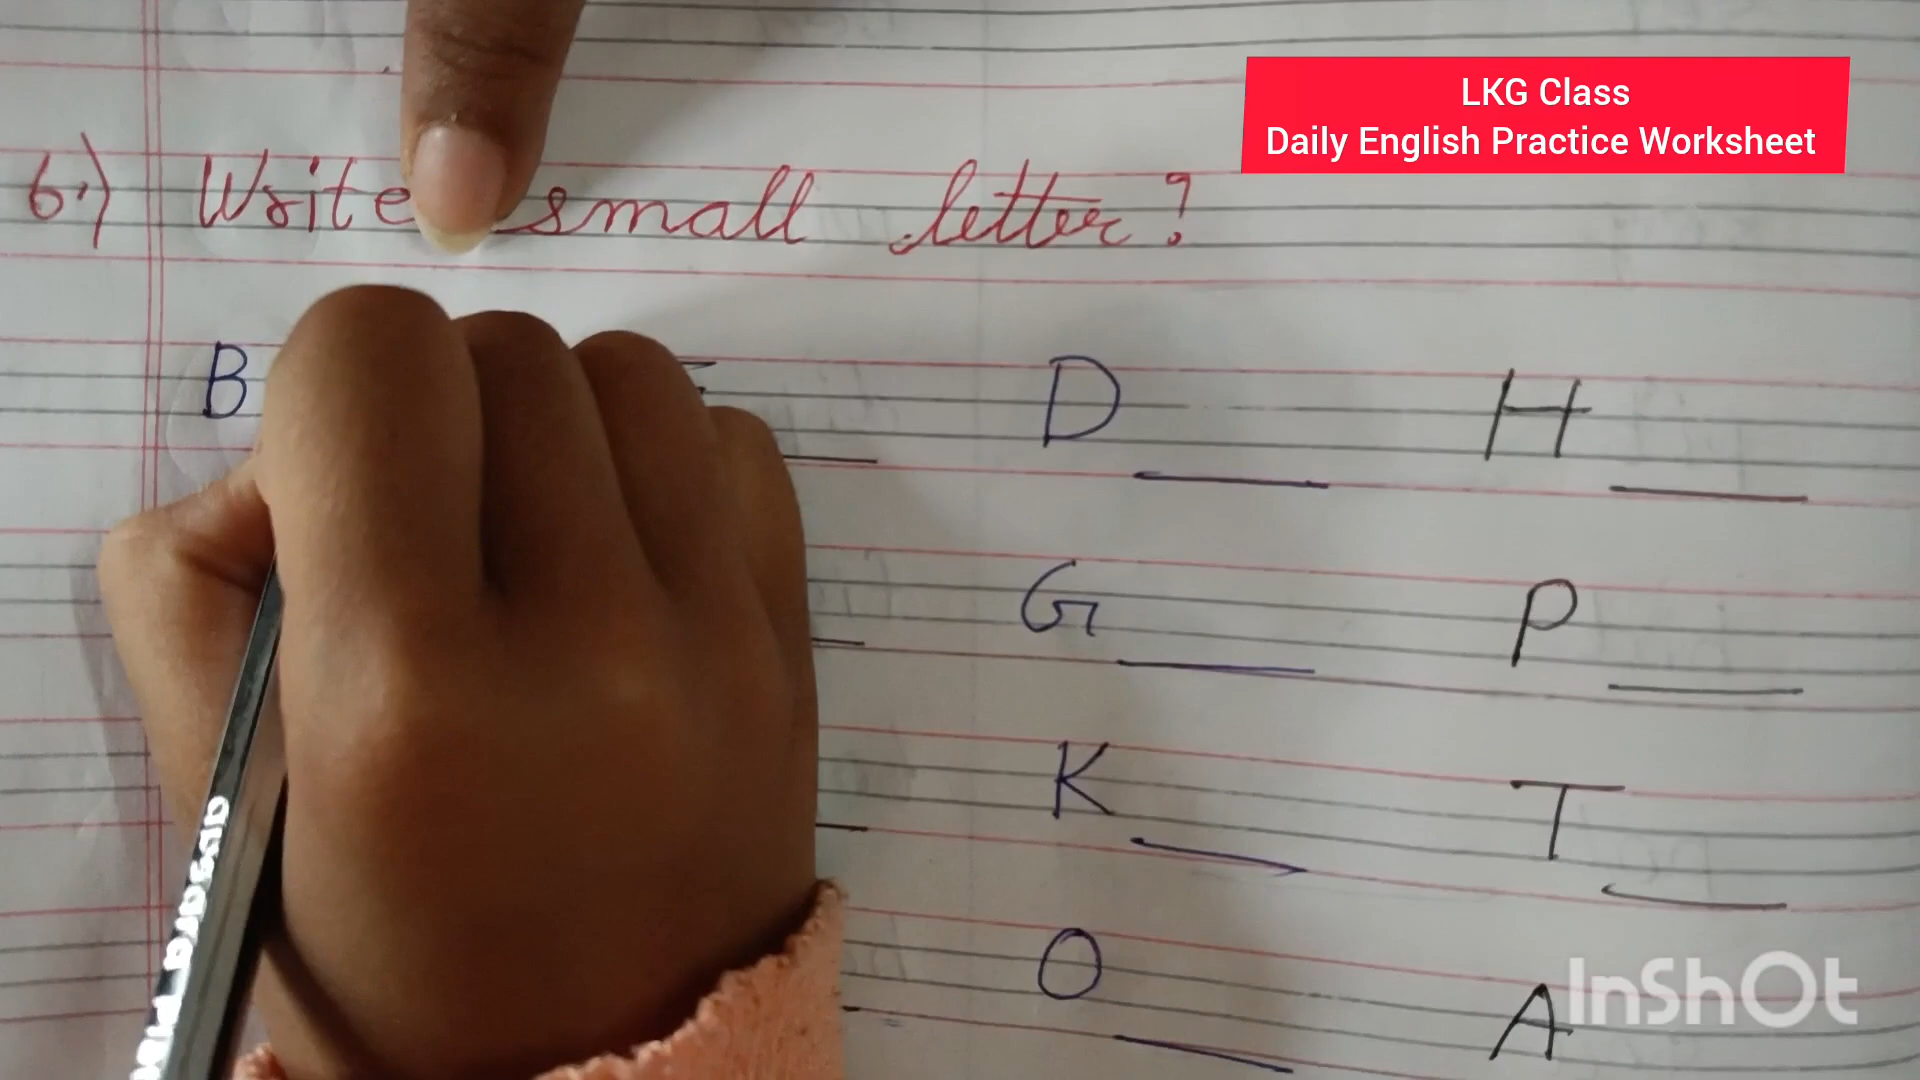 LKG Class
Daily English Practice Worksheet
6.) Write small letter?
B D H
G P
K T
O A
InShOt